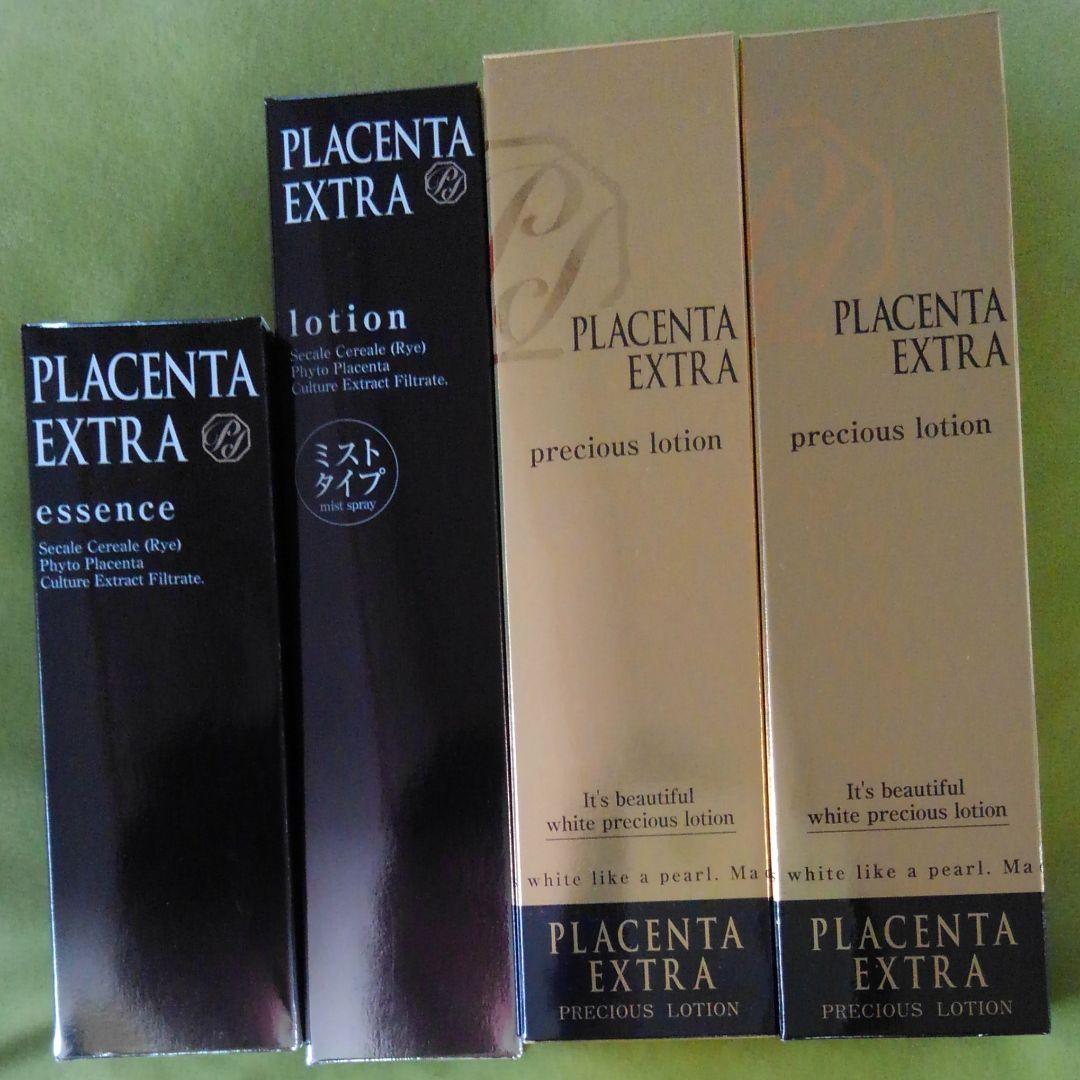 PLACENTA
EXTRA
essence
Secale Cereale (Rye)
Phyto Placenta
Culture Extract Filtrate.
PLACENTA
EXTRA
lotion
Secale Cereale (Rye)
Phyto Placenta
Culture Extract Filtrate.
ミスト
タイプ
mist spray
PLACENTA
EXTRA
precious lotion
It's beautiful
white precious lotion
white like a pearl. Ma
PLACENTA
EXTRA
PRECIOUS LOTION
PLACENTA
EXTRA
precious lotion
It's beautiful
white precious lotion
white like a pearl. Ma
PLACENTA
EXTRA
PRECIOUS LOTION